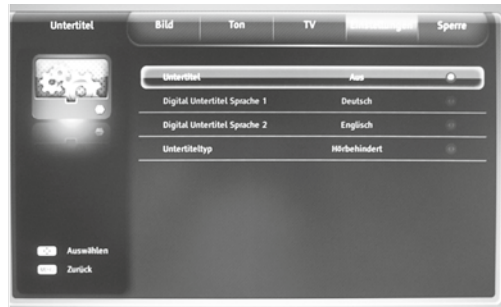 Untertitel
Bild Ton TV Sperre
Untertitel Aus
Digital Untertitel Sprache 1 Deutsch
Digital Untertitel Sprache 2 Englisch
Untertiteltyp Hörbehindert
Auswählen
Zurück